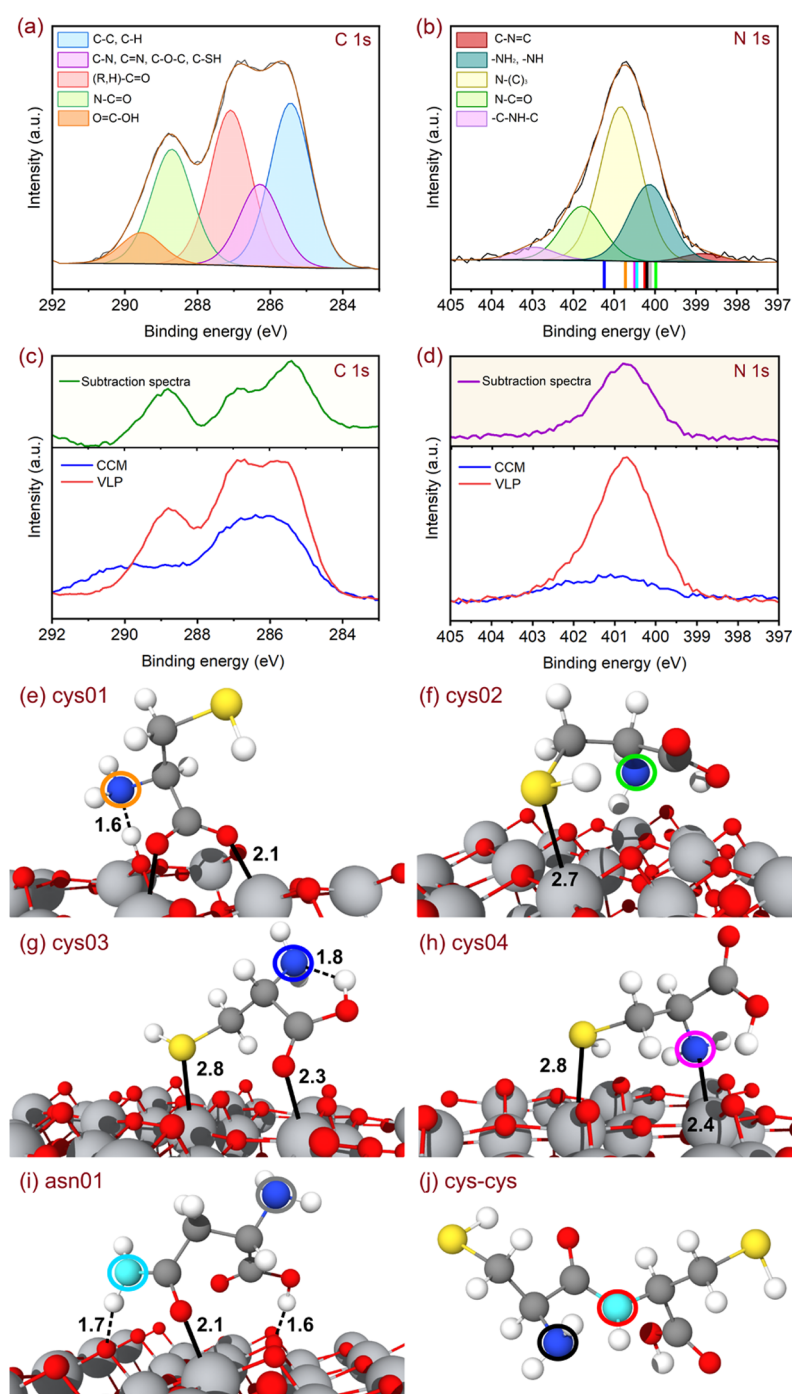 (a)
C 1s
C-C, C-H
C-N, C=N, C-O-C, C-SH
(R,H)-C=O
N-C=O
O=C-OH
Intensity (a.u.)
292 290 288 286 284
Binding energy (eV)
(b)
N 1s
C-N=C
-NH₂, -NH
N-(C)₃
N-C=O
-C-NH-C
Intensity (a.u.)
405 404 403 402 401 400 399 398 397
Binding energy (eV)
(c)
C 1s
Subtraction spectra
CCM
VLP
Intensity (a.u.)
292 290 288 286 284
Binding energy (eV)
(d)
N 1s
Subtraction spectra
CCM
VLP
Intensity (a.u.)
405 404 403 402 401 400 399 398 397
Binding energy (eV)
(e) cys01
1.6
2.1
(f) cys02
2.7
(g) cys03
1.8
2.8
2.3
(h) cys04
2.8
2.4
(i) asn01
1.7
2.1
1.6
(j) cys-cys